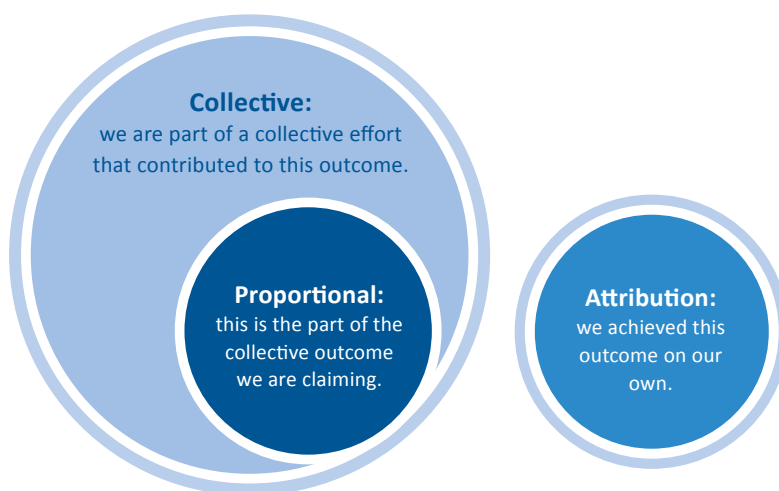 Collective:
we are part of a collective effort
that contributed to this outcome.
Proportional:
this is the part of the
collective outcome
we are claiming.
Attribution:
we achieved this
outcome on our
own.